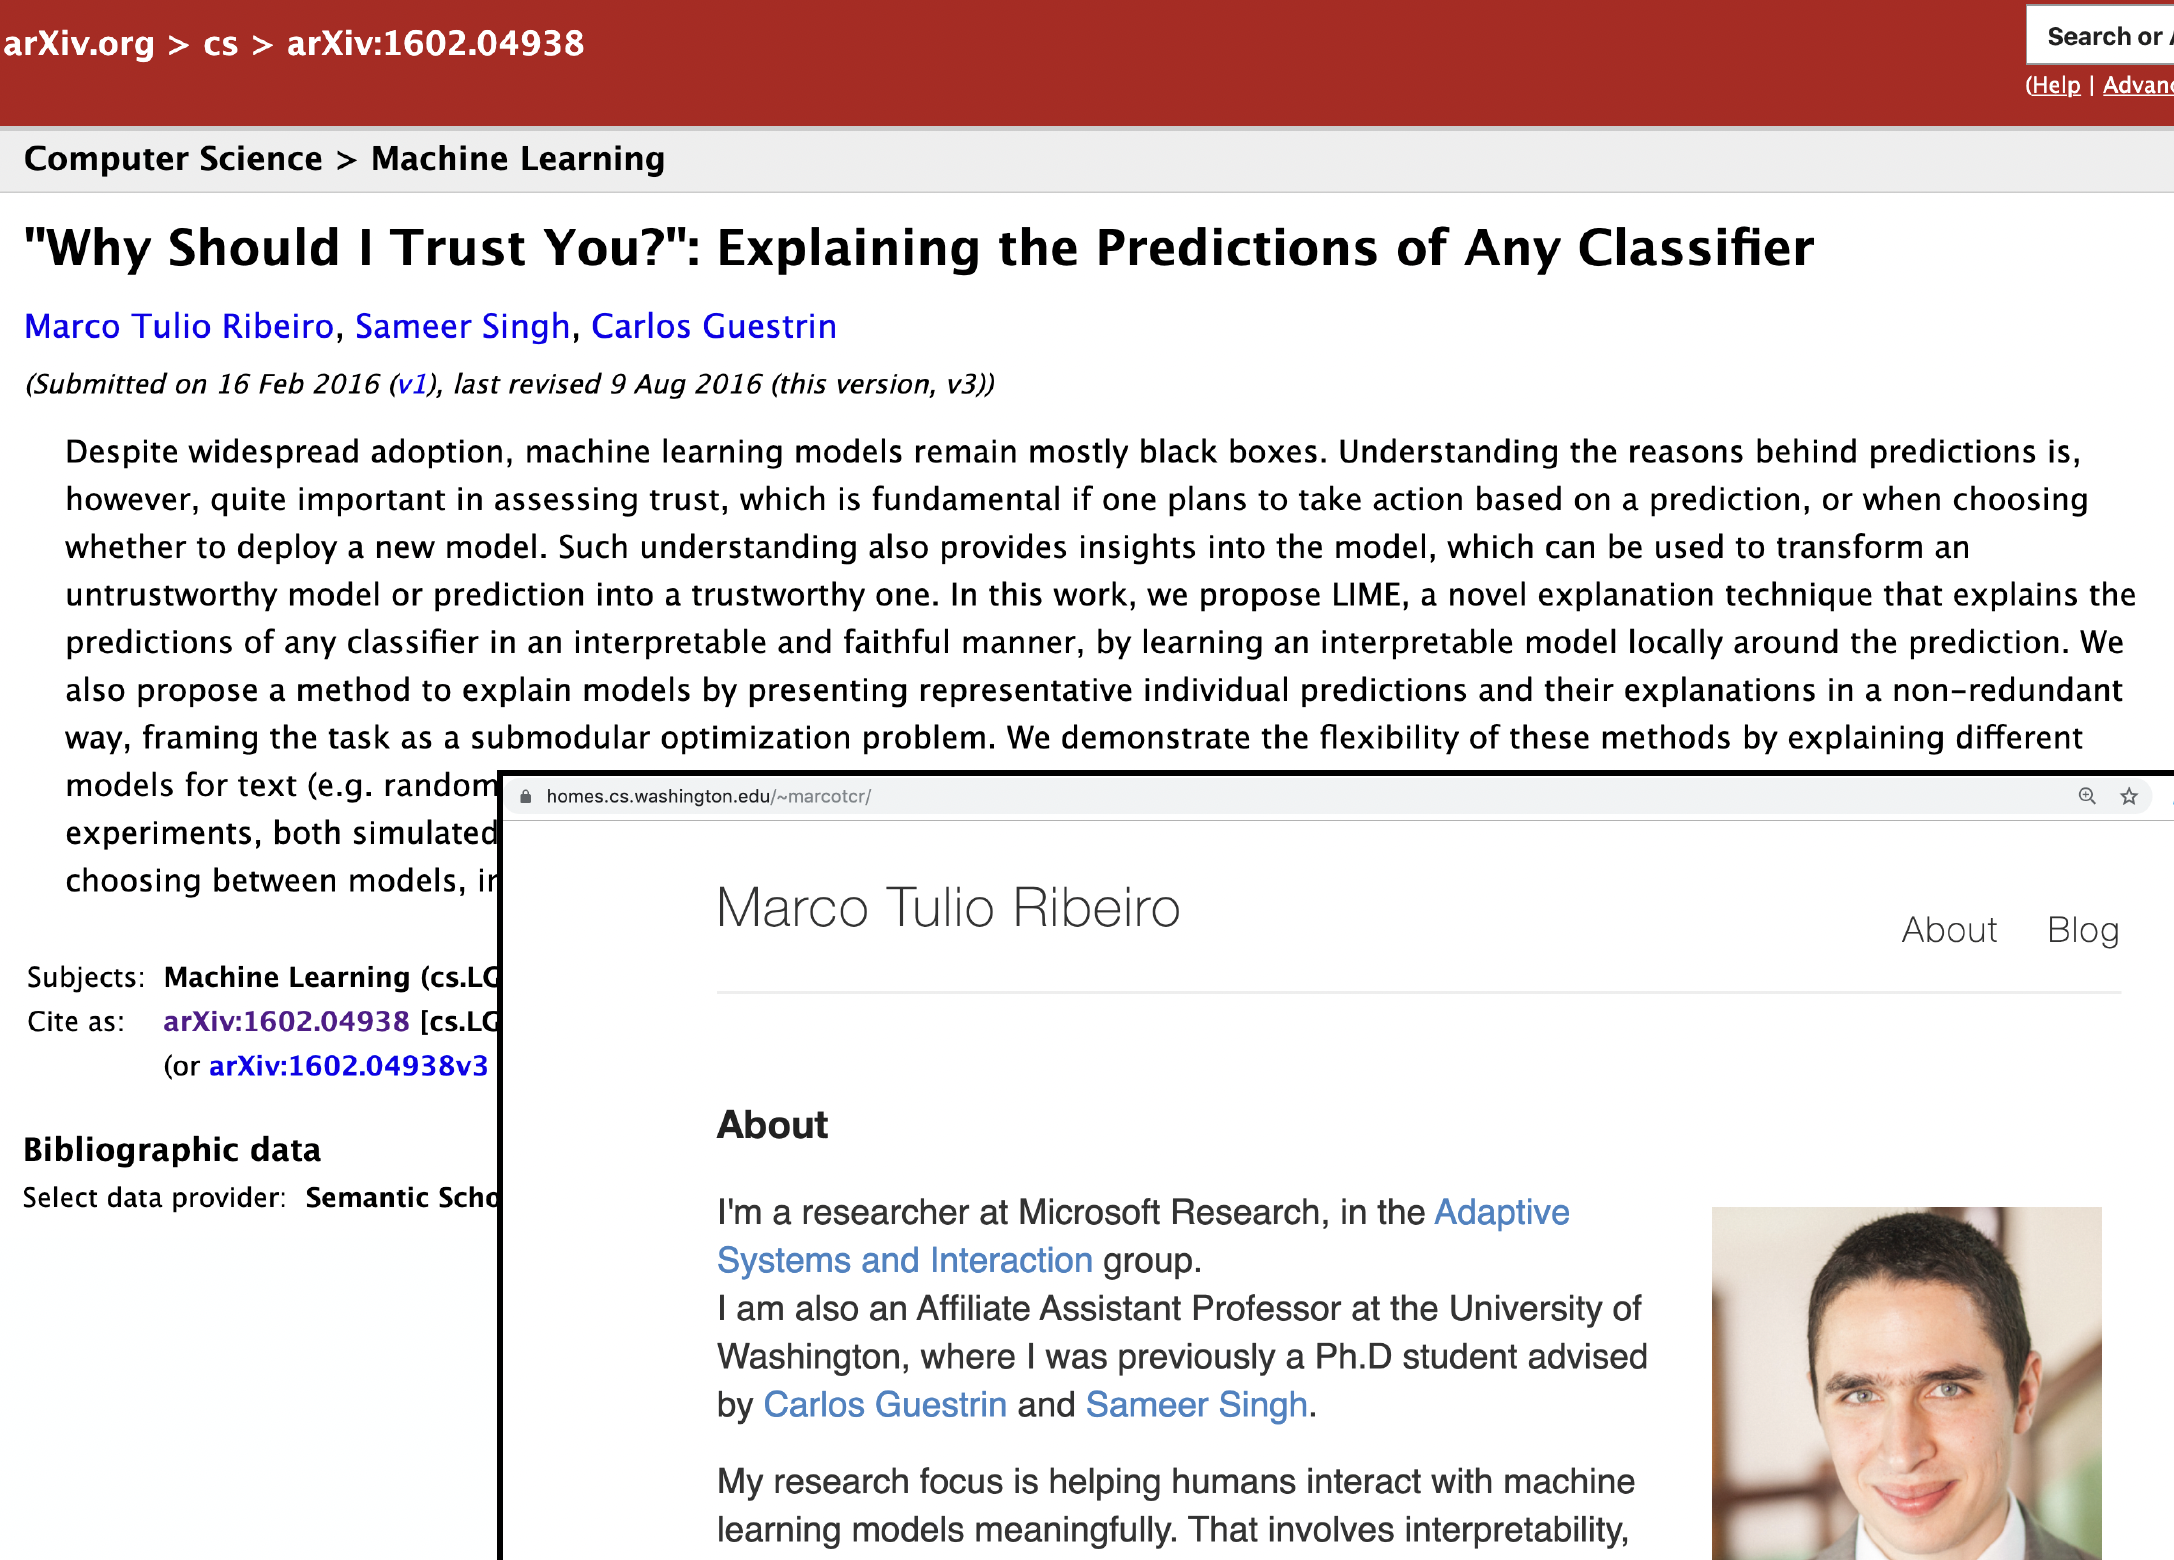 arXiv.org > cs > arXiv:1602.04938
Search or
(Help | Advanc
Computer Science > Machine Learning
"Why Should I Trust You?": Explaining the Predictions of Any Classifier
Marco Tulio Ribeiro, Sameer Singh, Carlos Guestrin
(Submitted on 16 Feb 2016 (v1), last revised 9 Aug 2016 (this version, v3))
Despite widespread adoption, machine learning models remain mostly black boxes. Understanding the reasons behind predictions is,
however, quite important in assessing trust, which is fundamental if one plans to take action based on a prediction, or when choosing
whether to deploy a new model. Such understanding also provides insights into the model, which can be used to transform an
untrustworthy model or prediction into a trustworthy one. In this work, we propose LIME, a novel explanation technique that explains the
predictions of any classifier in an interpretable and faithful manner, by learning an interpretable model locally around the prediction. We
also propose a method to explain models by presenting representative individual predictions and their explanations in a non-redundant
way, framing the task as a submodular optimization problem. We demonstrate the flexibility of these methods by explaining different
models for text (e.g. random
experiments, both simulated
choosing between models, in
Subjects: Machine Learning (cs.LG
Cite as: arXiv:1602.04938 [cs.LG
(or arXiv:1602.04938v3
Bibliographic data
Select data provider: Semantic Scho
homes.cs.washington.edu/~marcotcr/
Marco Tulio Ribeiro
About Blog
About
I'm a researcher at Microsoft Research, in the Adaptive
Systems and Interaction group.
I am also an Affiliate Assistant Professor at the University of
Washington, where I was previously a Ph.D student advised
by Carlos Guestrin and Sameer Singh.
My research focus is helping humans interact with machine
learning models meaningfully. That involves interpretability,